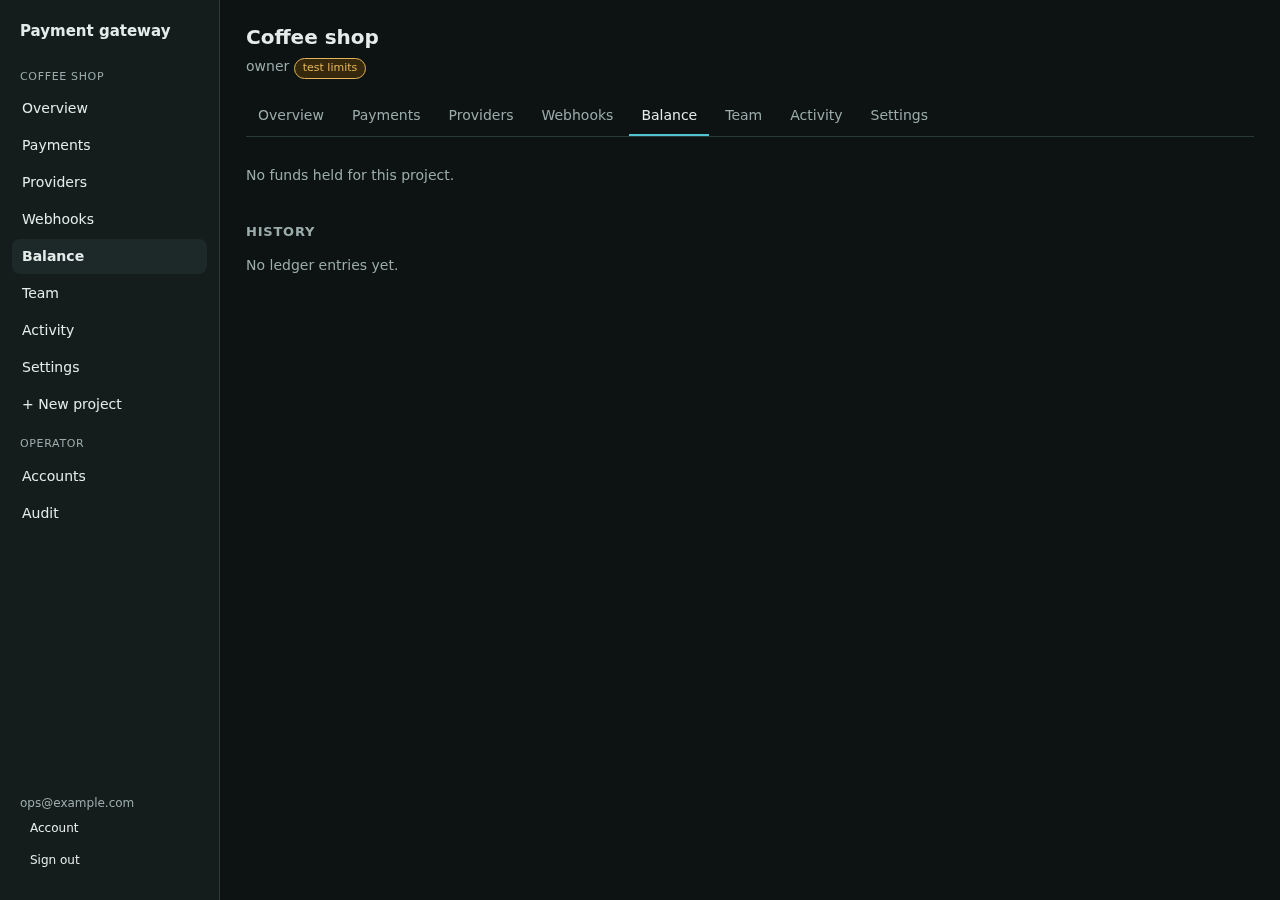 Payment gateway
COFFEE SHOP
Overview
Payments
Providers
Webhooks
Balance
Team
Activity
Settings
+ New project
OPERATOR
Accounts
Audit
ops@example.com
Account
Sign out
Coffee shop
owner test limits
Overview Payments Providers Webhooks Balance Team Activity Settings
No funds held for this project.
HISTORY
No ledger entries yet.